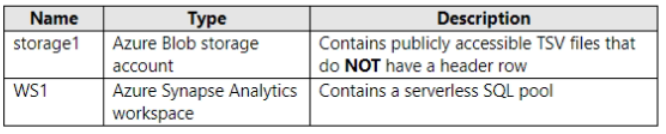 Name Type Description
storage1 Azure Blob storage Contains publicly accessible TSV files that
account do NOT have a header row
WS1 Azure Synapse Analytics Contains a serverless SQL pool
workspace